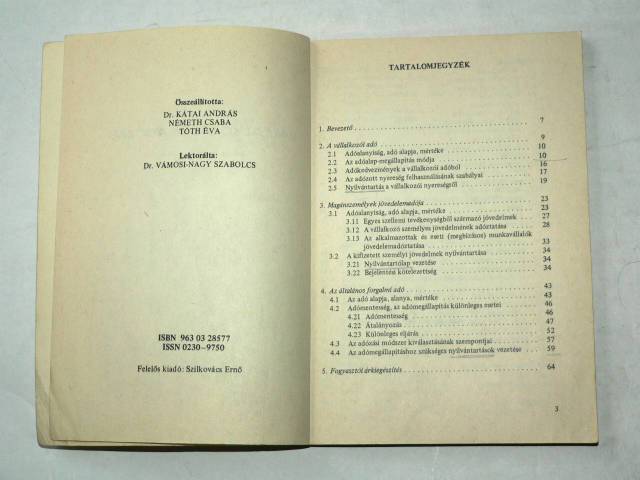 Összeállította:
Dr. KÁTAI ANDRÁS
NÉMETH CSABA
TÓTH ÉVA
Lektorálta:
Dr. VÁMOSI-NAGY SZABOLCS
ISBN 963 03 28577
ISSN 0230-9750
Felelős kiadó: Szilkovács Ernő
TARTALOMJEGYZÉK
1. Bevezető 7
2. A vállalkozói adó 9
2.1 Adóalanyiság, adó alapja, mértéke 10
2.2 Az adóalap-megállapítás módja 10
2.3 Adókedvezmények a vállalkozói adóból 16
2.4 Az adózott nyereség felhasználásának szabályai 17
2.5 Nyilvántartás a vállalkozói nyereségről 19
3. Magánszemélyek jövedelemadója 23
3.1 Adóalanyiság, adó alapja, mértéke 23
3.11 Egyes szellemi tevékenységből származó jövedelmek 27
3.12 A vállalkozó személyes jövedelmének adóztatása 28
3.13 Az alkalmazottak és eseti (megbízásos) munkavállalók
jövedelemadóztatása 33
3.2 A kifizetett személyi jövedelmek nyilvántartása 34
3.21 Nyilvántartólap vezetése 34
3.22 Bejelentési kötelezettség 34
4. Az általános forgalmi adó 43
4.1 Az adó alapja, alanya, mértéke 43
4.2 Adómentesség, az adómegállapítás különleges esetei 46
4.21 Adómentesség 46
4.22 Átalányozás 47
4.23 Különleges eljárás 52
4.3 Az adózási módszer kiválasztásának szempontjai 57
4.4 Az adómegállapításhoz szükséges nyilvántartások vezetése 59
5. Fogyasztói árkiegészítés 64
3